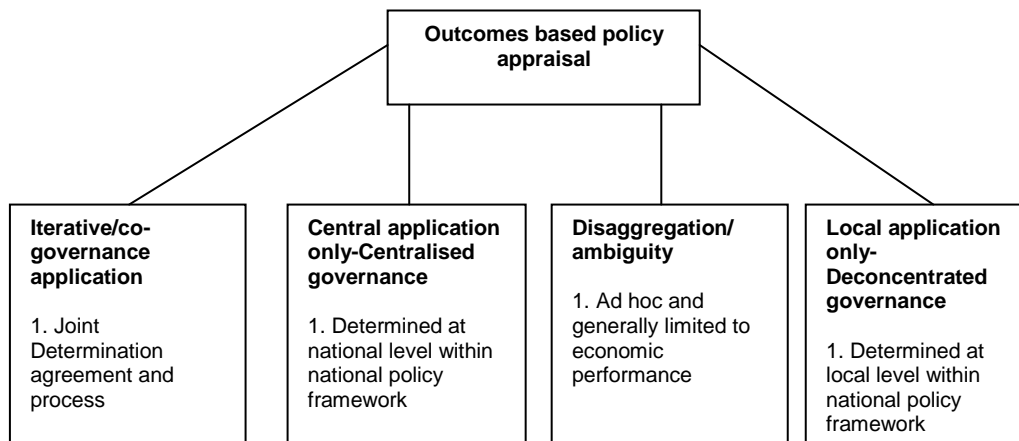 Outcomes based policy
appraisal
Iterative/co-
governance
application
1. Joint
Determination
agreement and
process
Central application
only-Centralised
governance
1. Determined at
national level within
national policy
framework
Disaggregation/
ambiguity
1. Ad hoc and
generally limited to
economic
performance
Local application
only-
Deconcentrated
governance
1. Determined at
local level within
national policy
framework